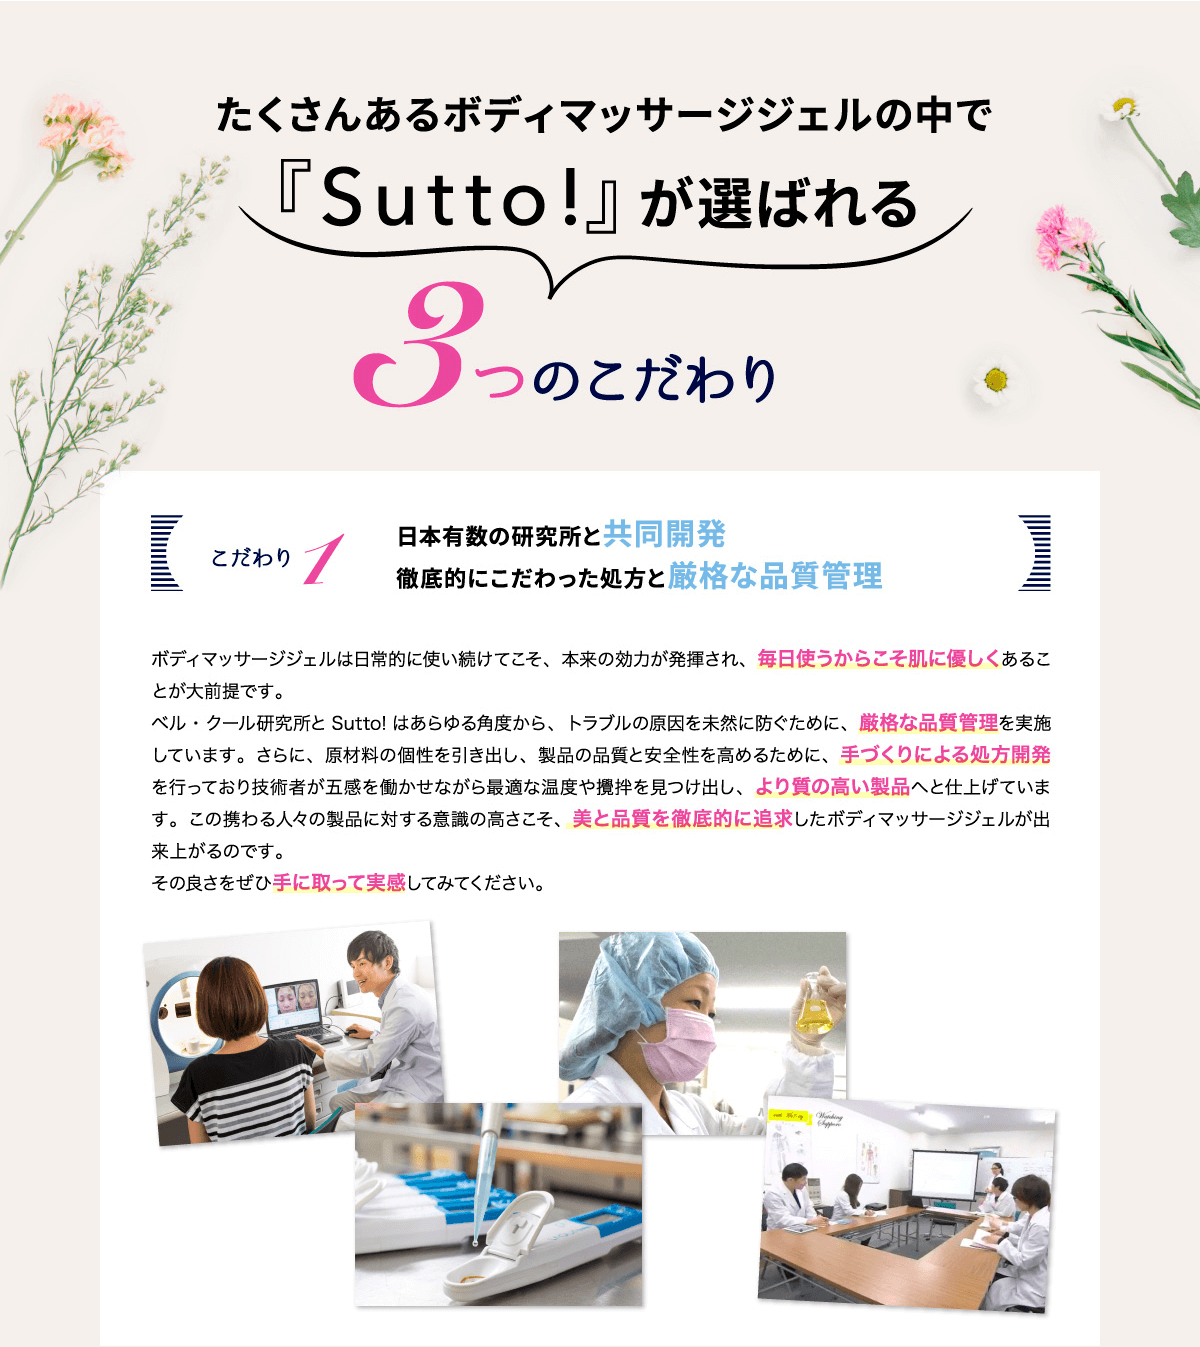 たくさんあるボディマッサージジェルの中で
『Sutto!』が選ばれる
3つのこだわり
こだわり 1
日本有数の研究所と共同開発
徹底的にこだわった処方と厳格な品質管理
ボディマッサージジェルは日常的に使い続けてこそ、本来の効力が発揮され、毎日使うからこそ肌に優しくあるこ
とが大前提です。
ベル・クール研究所と Sutto! はあらゆる角度から、トラブルの原因を未然に防ぐために、厳格な品質管理を実施
しています。さらに、原材料の個性を引き出し、製品の品質と安全性を高めるために、手づくりによる処方開発
を行っており技術者が五感を働かせながら最適な温度や攪拌を見つけ出し、より質の高い製品へと仕上げていま
す。この携わる人々の製品に対する意識の高さこそ、美と品質を徹底的に追求したボディマッサージジェルが出
来上がるのです。
その良さをぜひ手に取って実感してみてください。